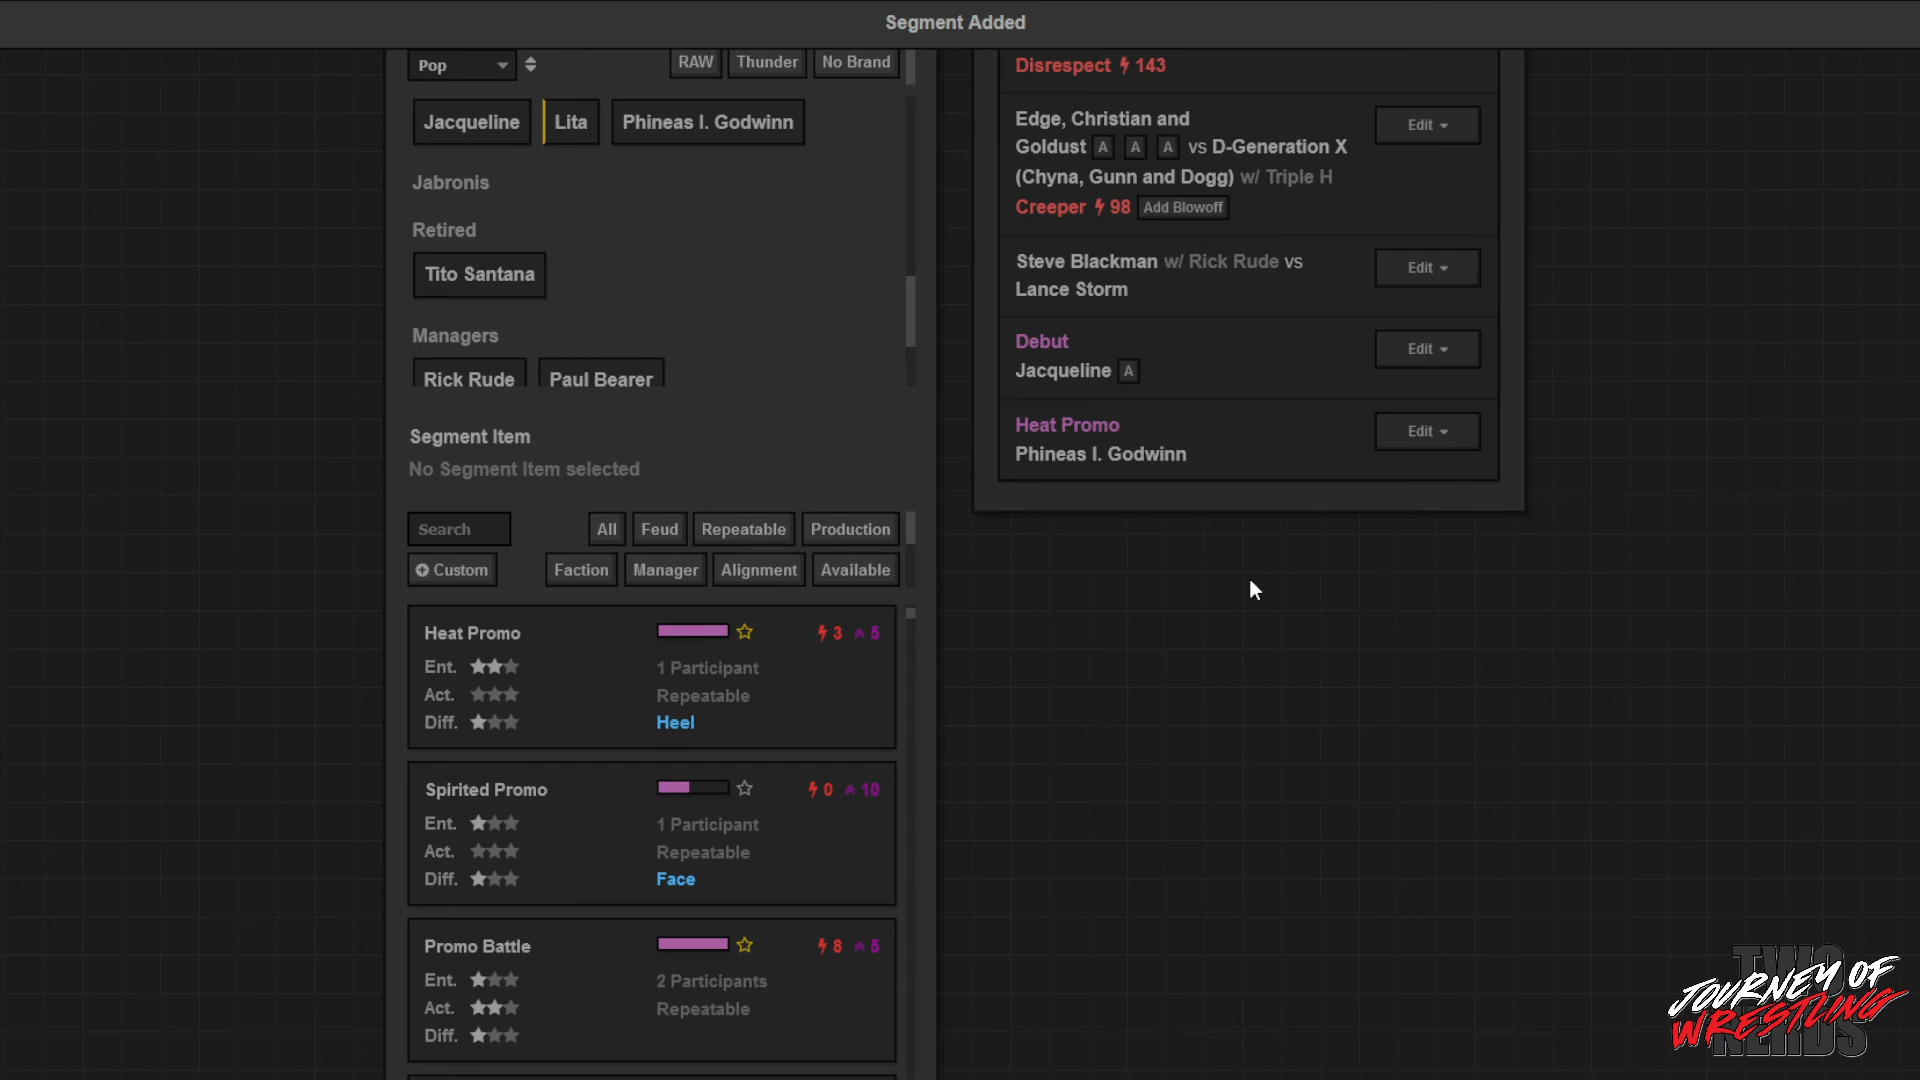 Segment Added
Pop
RAW
Thunder
No Brand
Jacqueline
Lita
Phineas I. Godwinn
Jabronis
Retired
Tito Santana
Managers
Rick Rude
Paul Bearer
Segment Item
No Segment Item selected
Search
All
Feud
Repeatable
Production
Custom
Faction
Manager
Alignment
Available
Heat Promo
3
5
Ent.
1 Participant
Act.
Repeatable
Diff.
Heel
Spirited Promo
0
10
Ent.
1 Participant
Act.
Repeatable
Diff.
Face
Promo Battle
8
5
Ent.
2 Participants
Act.
Repeatable
Diff.
Disrespect 143
Edge, Christian and
Goldust A A A vs D-Generation X
(Chyna, Gunn and Dogg) w/ Triple H
Creeper 98 Add Blowoff
Edit
Steve Blackman w/ Rick Rude vs
Lance Storm
Edit
Debut
Jacqueline A
Edit
Heat Promo
Phineas I. Godwinn
Edit
TWO
JOURNEY OF
WRESTLING
NERDS